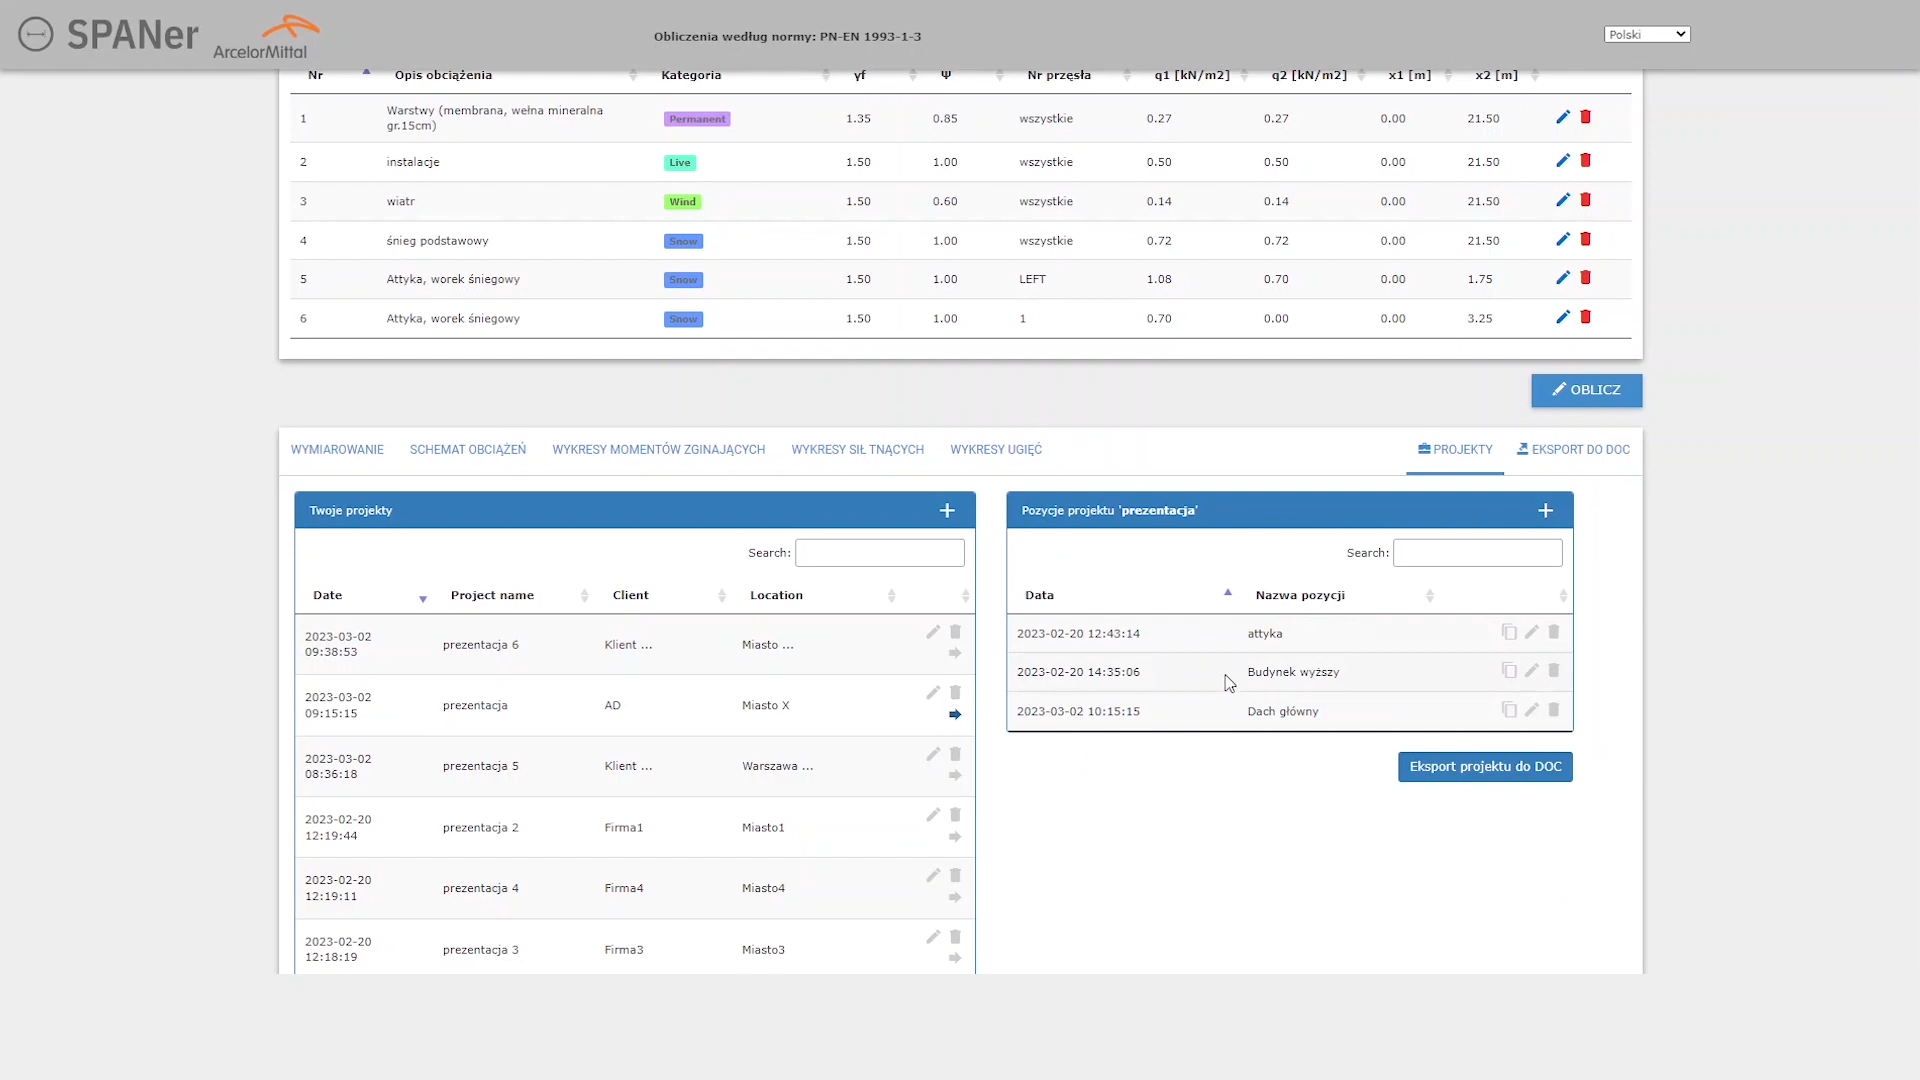 SPANer
ArcelorMittal
Obliczenia według normy: PN-EN 1993-1-3
Polski
Nr Opis obciążenia Kategoria γf Ψ Nr przęsła q1 [kN/m2] q2 [kN/m2] x1 [m] x2 [m]
1 Warstwy (membrana, wełna mineralna gr.15cm) Permanent 1.35 0.85 wszystkie 0.27 0.27 0.00 21.50
2 instalacje Live 1.50 1.00 wszystkie 0.50 0.50 0.00 21.50
3 wiatr Wind 1.50 0.60 wszystkie 0.14 0.14 0.00 21.50
4 śnieg podstawowy Snow 1.50 1.00 wszystkie 0.72 0.72 0.00 21.50
5 Attyka, worek śniegowy Snow 1.50 1.00 LEFT 1.08 0.70 0.00 1.75
6 Attyka, worek śniegowy Snow 1.50 1.00 1 0.70 0.00 0.00 3.25
OBLICZ
WYMIAROWANIE SCHEMAT OBCIĄŻEŃ WYKRESY MOMENTÓW ZGINAJĄCYCH WYKRESY SIŁ TNĄCYCH WYKRESY UGIĘĆ PROJEKTY EKSPORT DO DOC
Twoje projekty
Search:
Date Project name Client Location
2023-03-02 09:38:53 prezentacja 6 Klient ... Miasto ...
2023-03-02 09:15:15 prezentacja AD Miasto X
2023-03-02 08:36:18 prezentacja 5 Klient ... Warszawa ...
2023-02-20 12:19:44 prezentacja 2 Firma1 Miasto1
2023-02-20 12:19:11 prezentacja 4 Firma4 Miasto4
2023-02-20 12:18:19 prezentacja 3 Firma3 Miasto3
Pozycje projektu 'prezentacja'
Search:
Data Nazwa pozycji
2023-02-20 12:43:14 attyka
2023-02-20 14:35:06 Budynek wyższy
2023-03-02 10:15:15 Dach główny
Eksport projektu do DOC